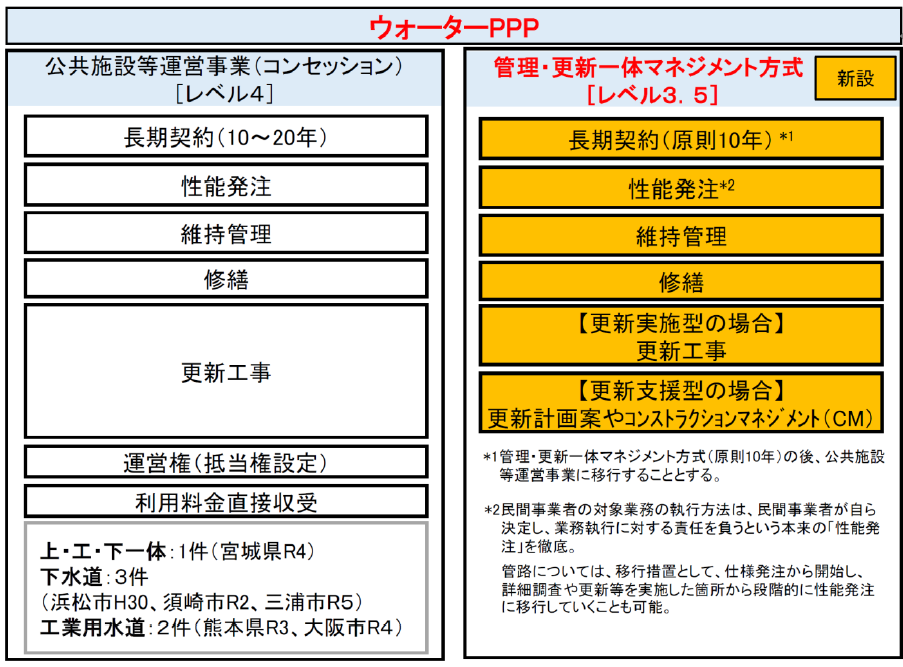 ウォーターPPP
公共施設等運営事業(コンセッション)
[レベル4]
長期契約(10~20年)
性能発注
維持管理
修繕
更新工事
運営権(抵当権設定)
利用料金直接収受
上・工・下一体:1件(宮城県R4)
下水道:3件
(浜松市H30、須崎市R2、三浦市R5)
工業用水道:2件(熊本県R3、大阪市R4)
管理・更新一体マネジメント方式
[レベル3.5]
新設
長期契約(原則10年)*1
性能発注*2
維持管理
修繕
【更新実施型の場合】
更新工事
【更新支援型の場合】
更新計画案やコンストラクションマネジメント(CM)
*1管理・更新一体マネジメント方式(原則10年)の後、公共施設
等運営事業に移行することとする。
*2民間事業者の対象業務の執行方法は、民間事業者が自ら
決定し、業務執行に対する責任を負うという本来の「性能発
注」を徹底。
管路については、移行措置として、仕様発注から開始し、
詳細調査や更新等を実施した箇所から段階的に性能発注
に移行していくことも可能。